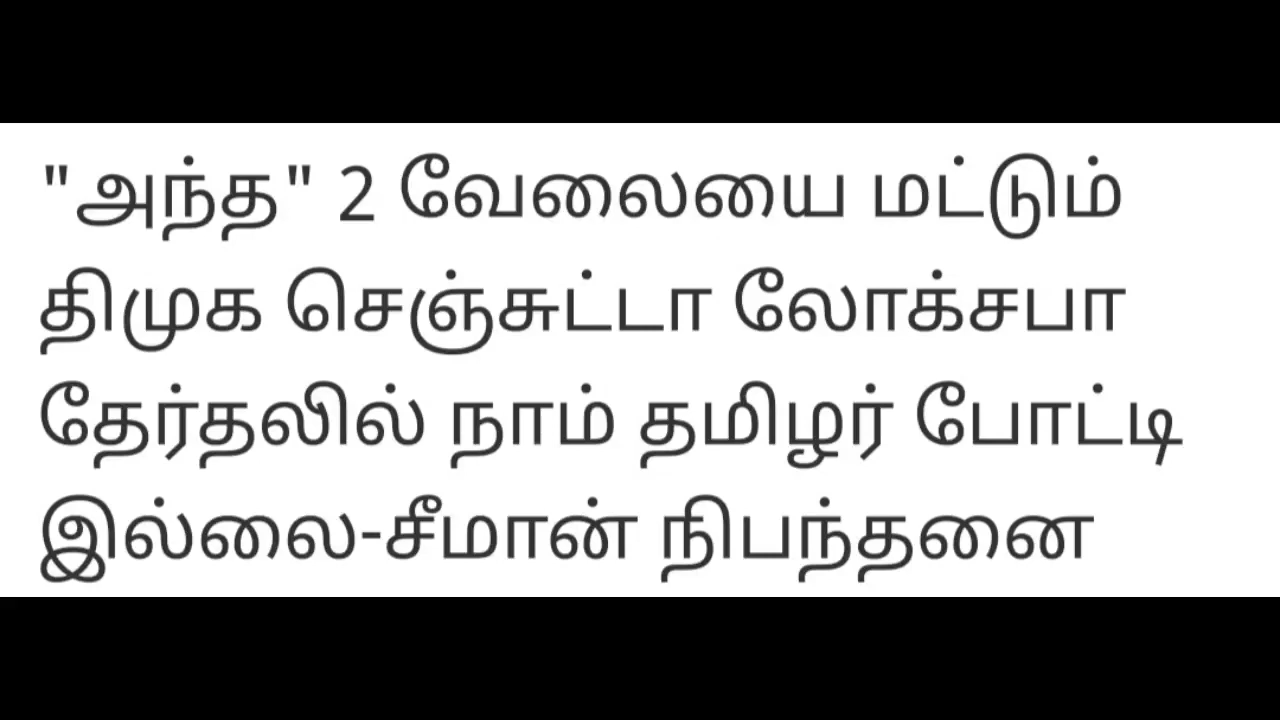 "அந்த" 2 வேலையை மட்டும்
திமுக செஞ்சுட்டா லோக்சபா
தேர்தலில் நாம் தமிழர் போட்டி
இல்லை-சீமான் நிபந்தனை